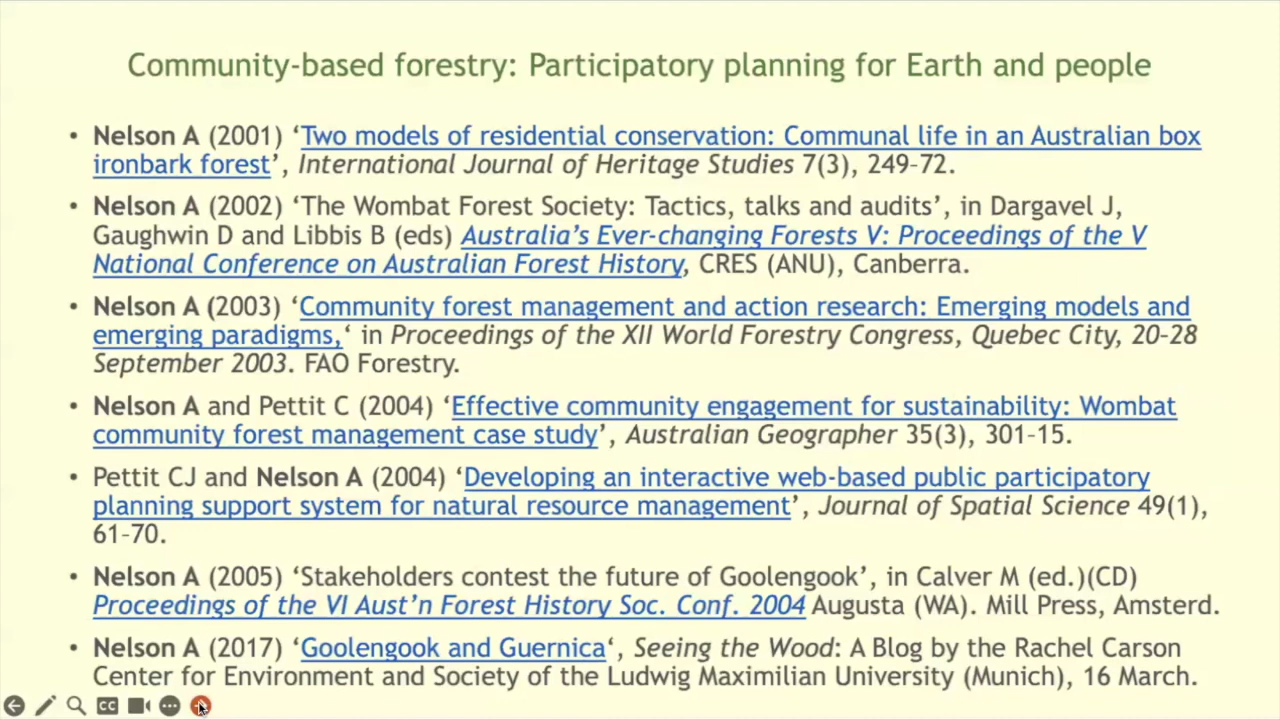 Community-based forestry: Participatory planning for Earth and people
• Nelson A (2001) ‘Two models of residential conservation: Communal life in an Australian box
ironbark forest’, International Journal of Heritage Studies 7(3), 249–72.
• Nelson A (2002) ‘The Wombat Forest Society: Tactics, talks and audits’, in Dargavel J,
Gaughwin D and Libbis B (eds) Australia’s Ever-changing Forests V: Proceedings of the V
National Conference on Australian Forest History, CRES (ANU), Canberra.
• Nelson A (2003) ‘Community forest management and action research: Emerging models and
emerging paradigms,‘ in Proceedings of the XII World Forestry Congress, Quebec City, 20–28
September 2003. FAO Forestry.
• Nelson A and Pettit C (2004) ‘Effective community engagement for sustainability: Wombat
community forest management case study’, Australian Geographer 35(3), 301–15.
• Pettit CJ and Nelson A (2004) ‘Developing an interactive web-based public participatory
planning support system for natural resource management’, Journal of Spatial Science 49(1),
61–70.
• Nelson A (2005) ‘Stakeholders contest the future of Goolengook’, in Calver M (ed.)(CD)
Proceedings of the VI Aust’n Forest History Soc. Conf. 2004 Augusta (WA). Mill Press, Amsterd.
• Nelson A (2017) ‘Goolengook and Guernica‘, Seeing the Wood: A Blog by the Rachel Carson
Center for Environment and Society of the Ludwig Maximilian University (Munich), 16 March.
CC